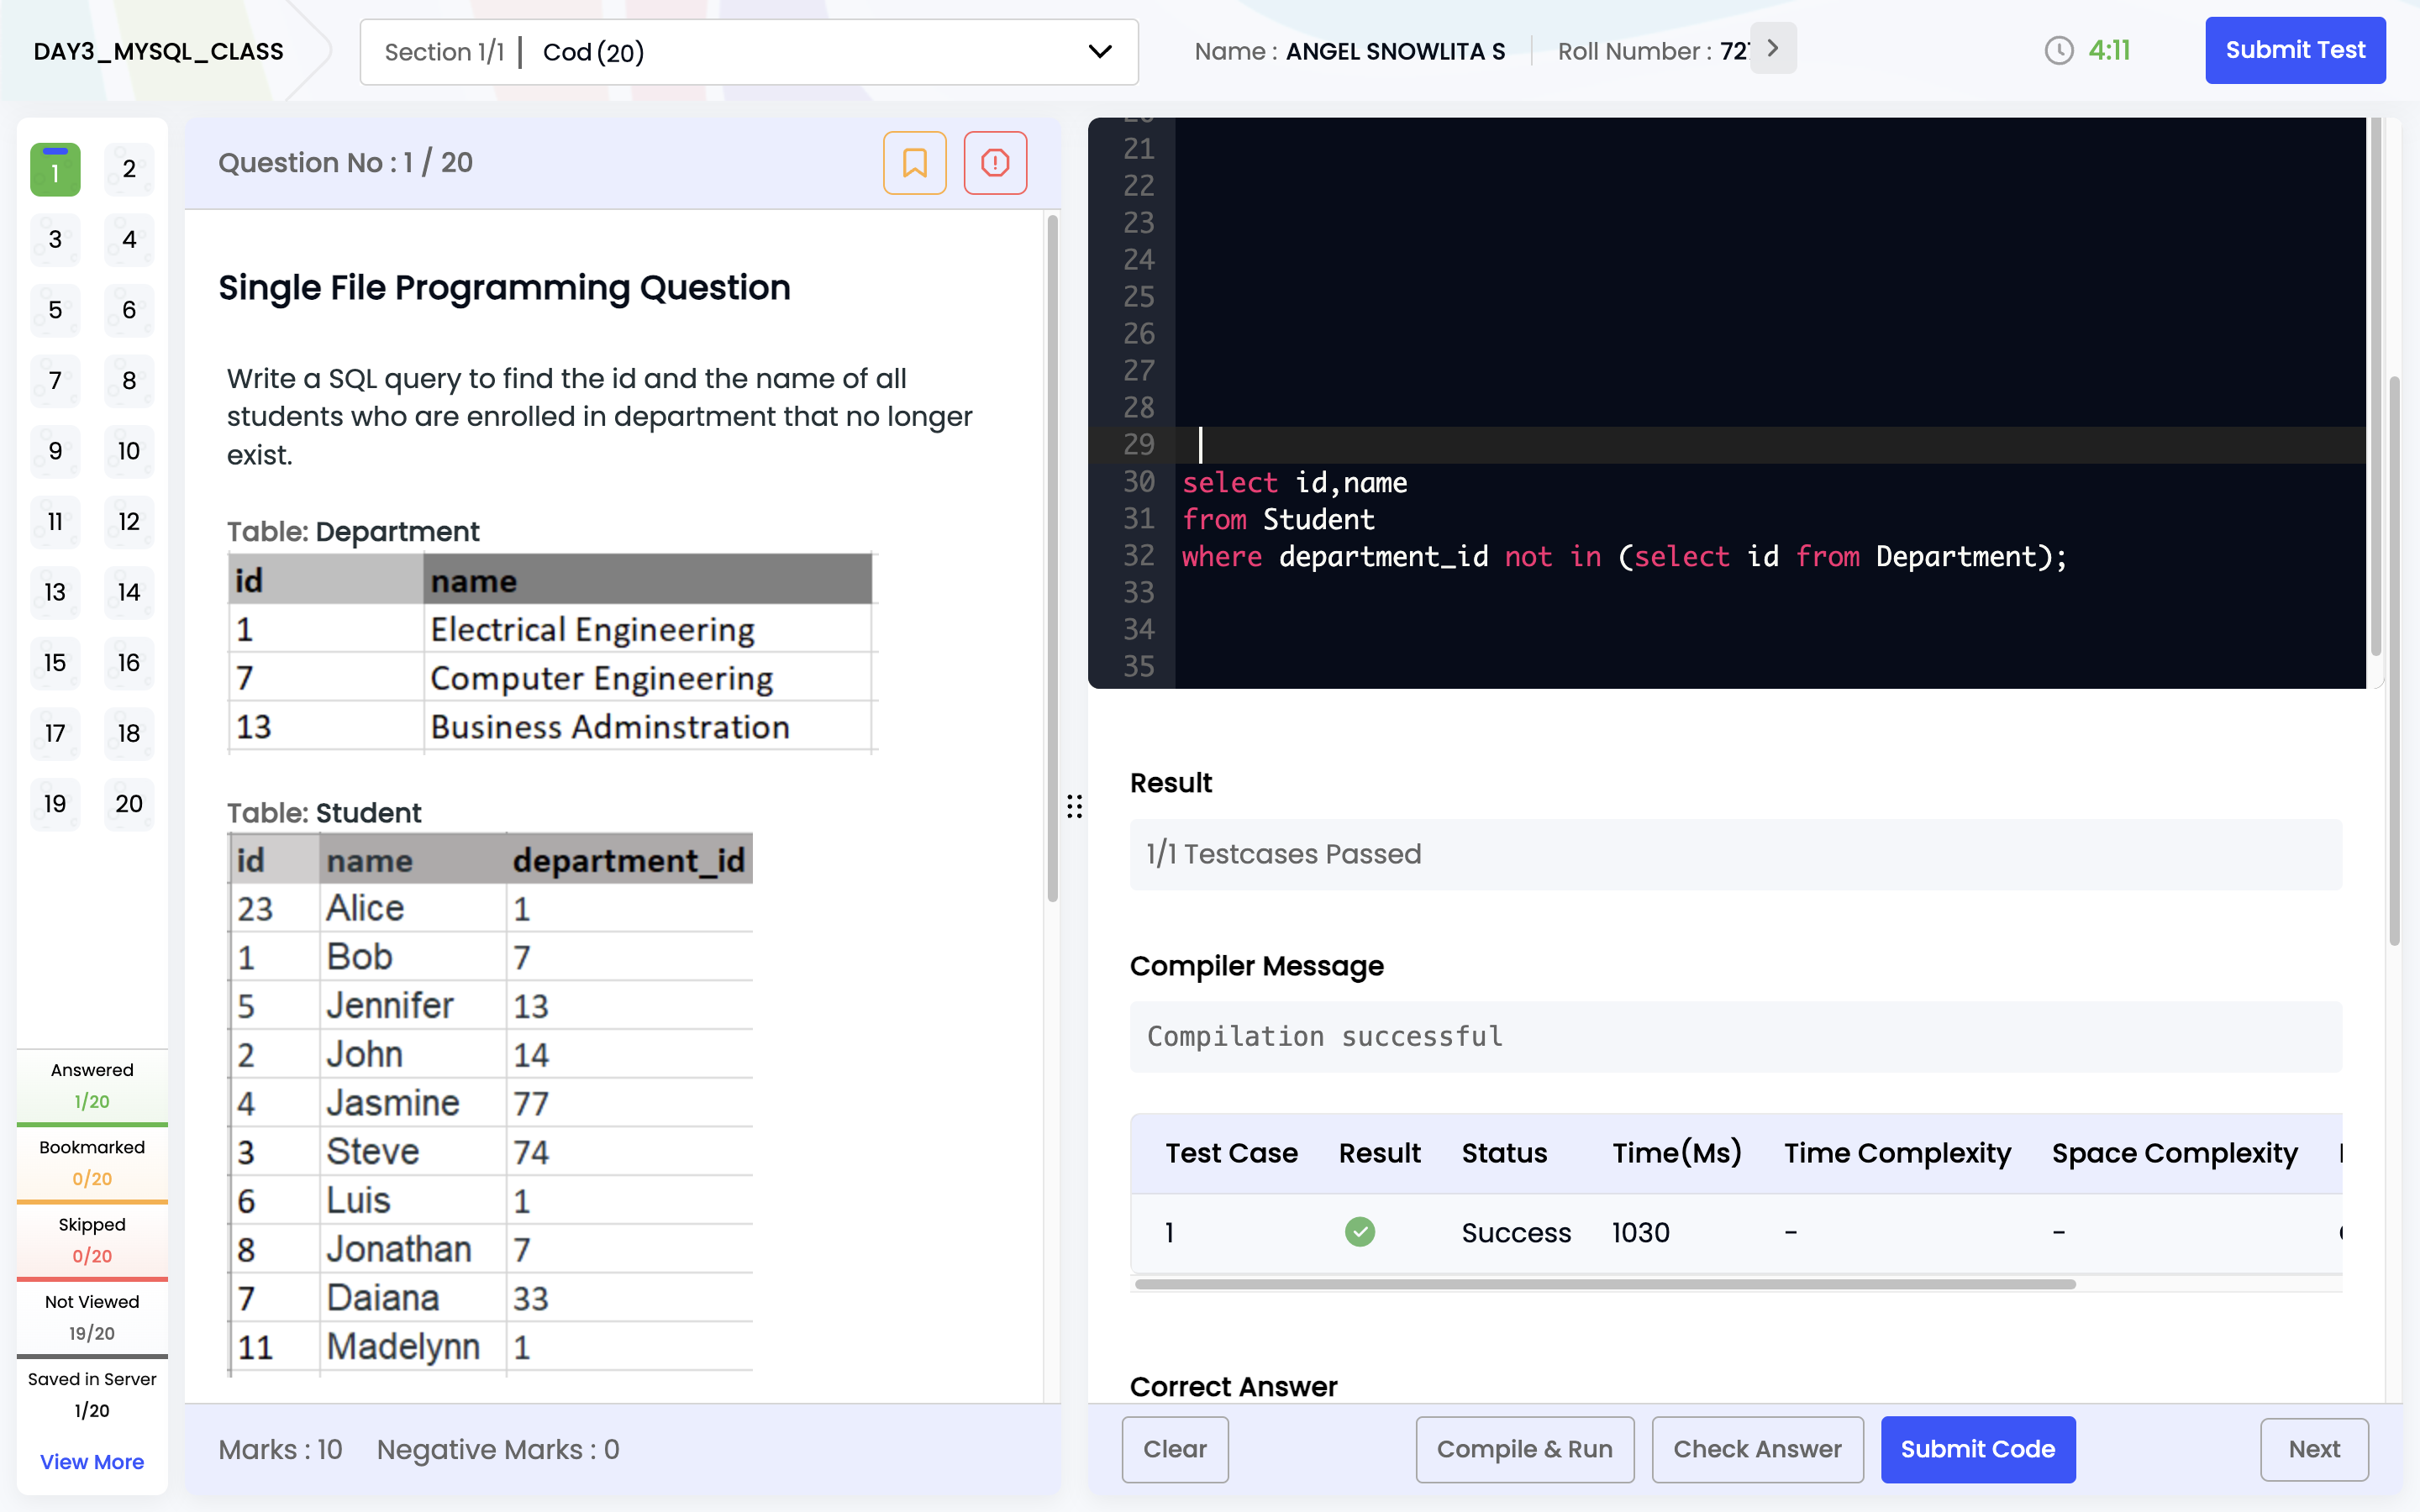 DAY3_MYSQL_CLASS
Section 1/1 | Cod (20)
Name : ANGEL SNOWLITA S
Roll Number :
4:11
Submit Test
1 2
3 4
5 6
7 8
9 10
11 12
13 14
15 16
17 18
19 20
Answered
1/20
Bookmarked
0/20
Skipped
0/20
Not Viewed
19/20
Saved in Server
1/20
View More
Question No : 1 / 20
Single File Programming Question
Write a SQL query to find the id and the name of all
students who are enrolled in department that no longer
exist.
Table: Department
id name
1 Electrical Engineering
7 Computer Engineering
13 Business Adminstration
Table: Student
id name department_id
23 Alice 1
1 Bob 7
5 Jennifer 13
2 John 14
4 Jasmine 77
3 Steve 74
6 Luis 1
8 Jonathan 7
7 Daiana 33
11 Madelynn 1
Marks : 10 Negative Marks : 0
21
22
23
24
25
26
27
28
29
30 select id,name
31 from Student
32 where department_id not in (select id from Department);
33
34
35
Result
1/1 Testcases Passed
Compiler Message
Compilation successful
Test Case Result Status Time(Ms) Time Complexity Space Complexity
1 Success 1030 - -
Correct Answer
Clear Compile & Run Check Answer Submit Code Next